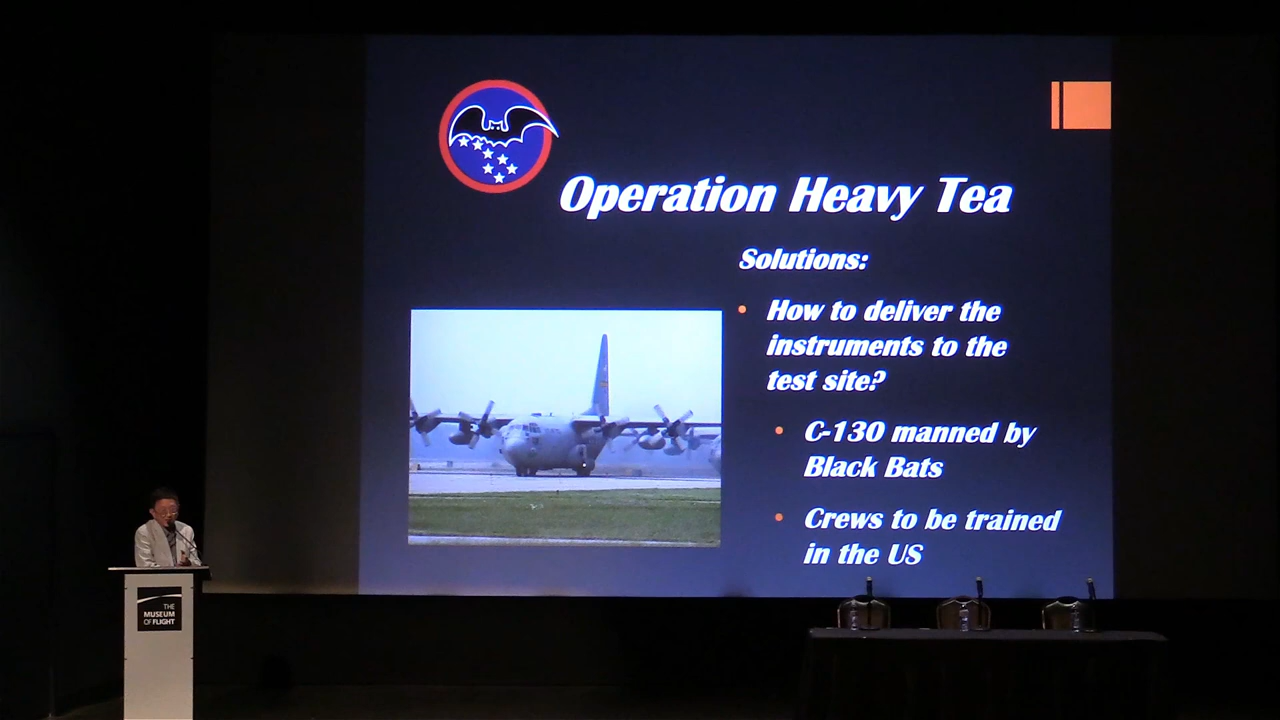 Operation Heavy Tea
Solutions:
How to deliver the
instruments to the
test site?
C-130 manned by
Black Bats
Crews to be trained
in the US
THE
MUSEUM
OF FLIGHT